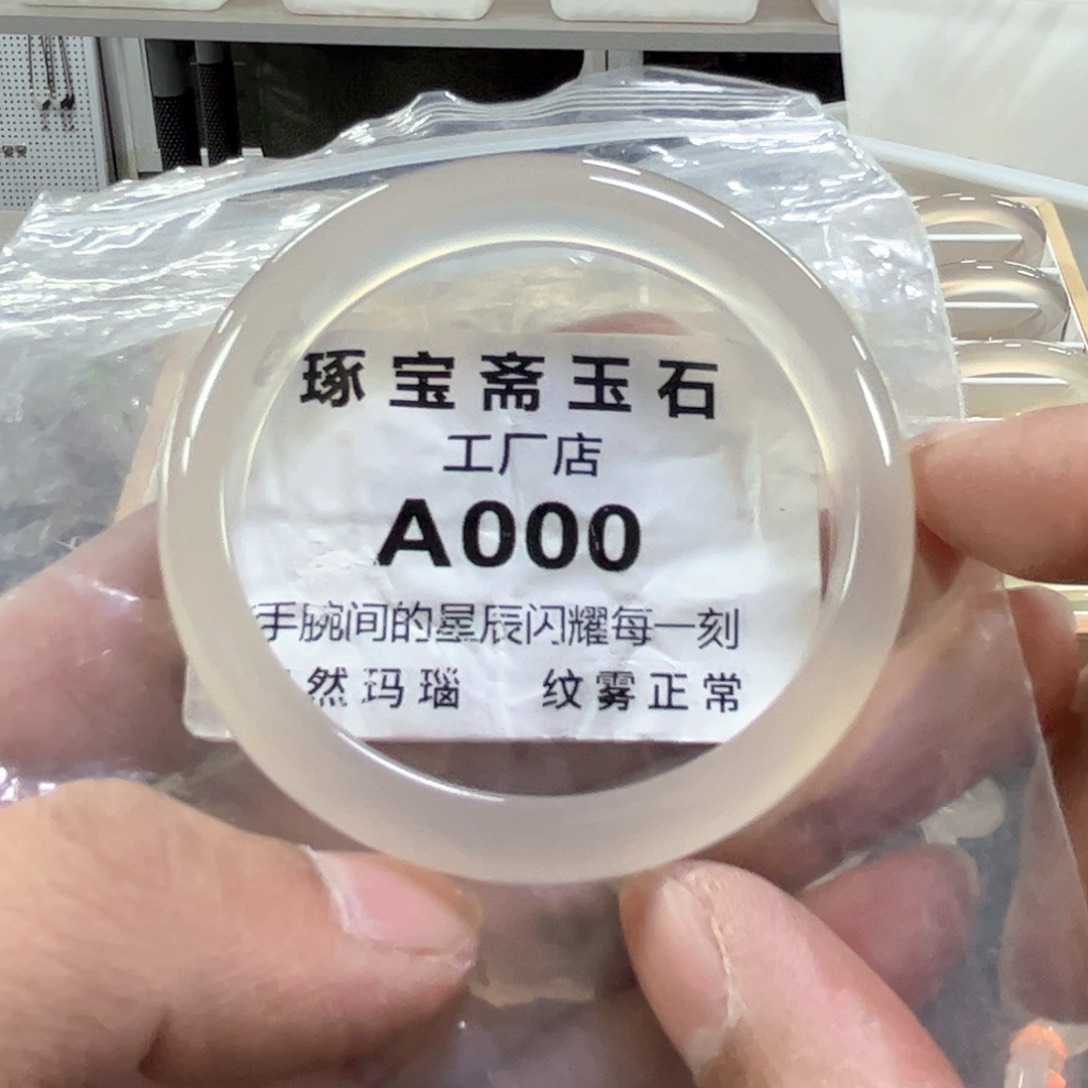 琢宝斋玉石
工厂店
A000
手腕间的星辰闪耀每一刻
然玛瑙 纹雾正常